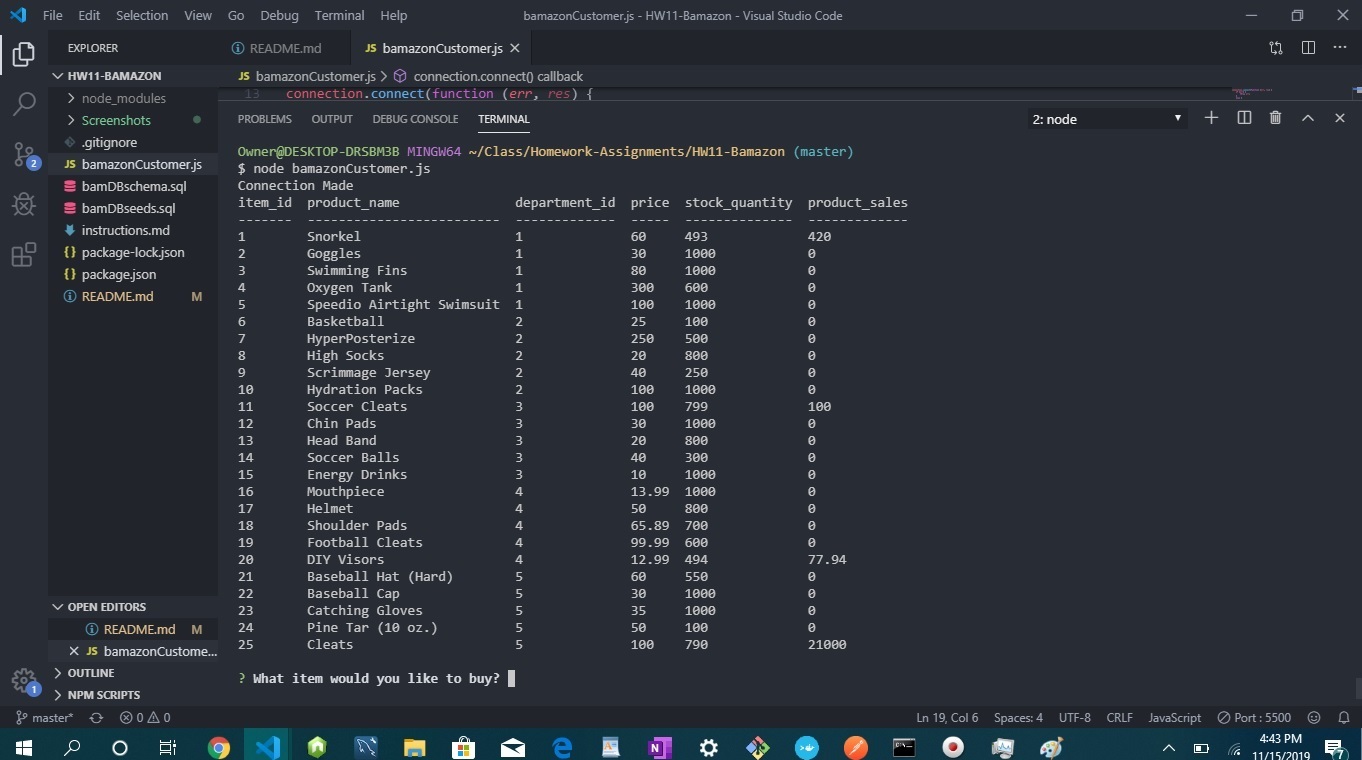 File Edit Selection View Go Debug Terminal Help bamazonCustomer.js - HW11-Bamazon - Visual Studio Code
EXPLORER
README.md
JS bamazonCustomer.js
HW11-BAMAZON
node_modules
Screenshots
.gitignore
JS bamazonCustomer.js
bamDBschema.sql
bamDBseeds.sql
instructions.md
{} package-lock.json
{} package.json
README.md M
OPEN EDITORS
README.md M
JS bamazonCustome...
OUTLINE
NPM SCRIPTS
2
1
JS bamazonCustomer.js > connection.connect() callback
13 connection.connect(function (err, res) {
PROBLEMS OUTPUT DEBUG CONSOLE TERMINAL 2: node
Owner@DESKTOP-DRSBM3B MINGW64 ~/Class/Homework-Assignments/HW11-Bamazon (master)
$ node bamazonCustomer.js
Connection Made
item_id product_name department_id price stock_quantity product_sales
------- ------------------------- ------------- ----- -------------- -------------
1 Snorkel 1 60 493 420
2 Goggles 1 30 1000 0
3 Swimming Fins 1 80 1000 0
4 Oxygen Tank 1 300 600 0
5 Speedio Airtight Swimsuit 1 100 1000 0
6 Basketball 2 25 100 0
7 HyperPosterize 2 250 500 0
8 High Socks 2 20 800 0
9 Scrimmage Jersey 2 40 250 0
10 Hydration Packs 2 100 1000 0
11 Soccer Cleats 3 100 799 100
12 Chin Pads 3 30 1000 0
13 Head Band 3 20 800 0
14 Soccer Balls 3 40 300 0
15 Energy Drinks 3 10 1000 0
16 Mouthpiece 4 13.99 1000 0
17 Helmet 4 50 800 0
18 Shoulder Pads 4 65.89 700 0
19 Football Cleats 4 99.99 600 0
20 DIY Visors 4 12.99 494 77.94
21 Baseball Hat (Hard) 5 60 550 0
22 Baseball Cap 5 30 1000 0
23 Catching Gloves 5 35 1000 0
24 Pine Tar (10 oz.) 5 50 100 0
25 Cleats 5 100 790 21000
? What item would you like to buy?
master* 0 0 Ln 19, Col 6 Spaces: 4 UTF-8 CRLF JavaScript Port : 5500
4:43 PM
11/15/2019
7